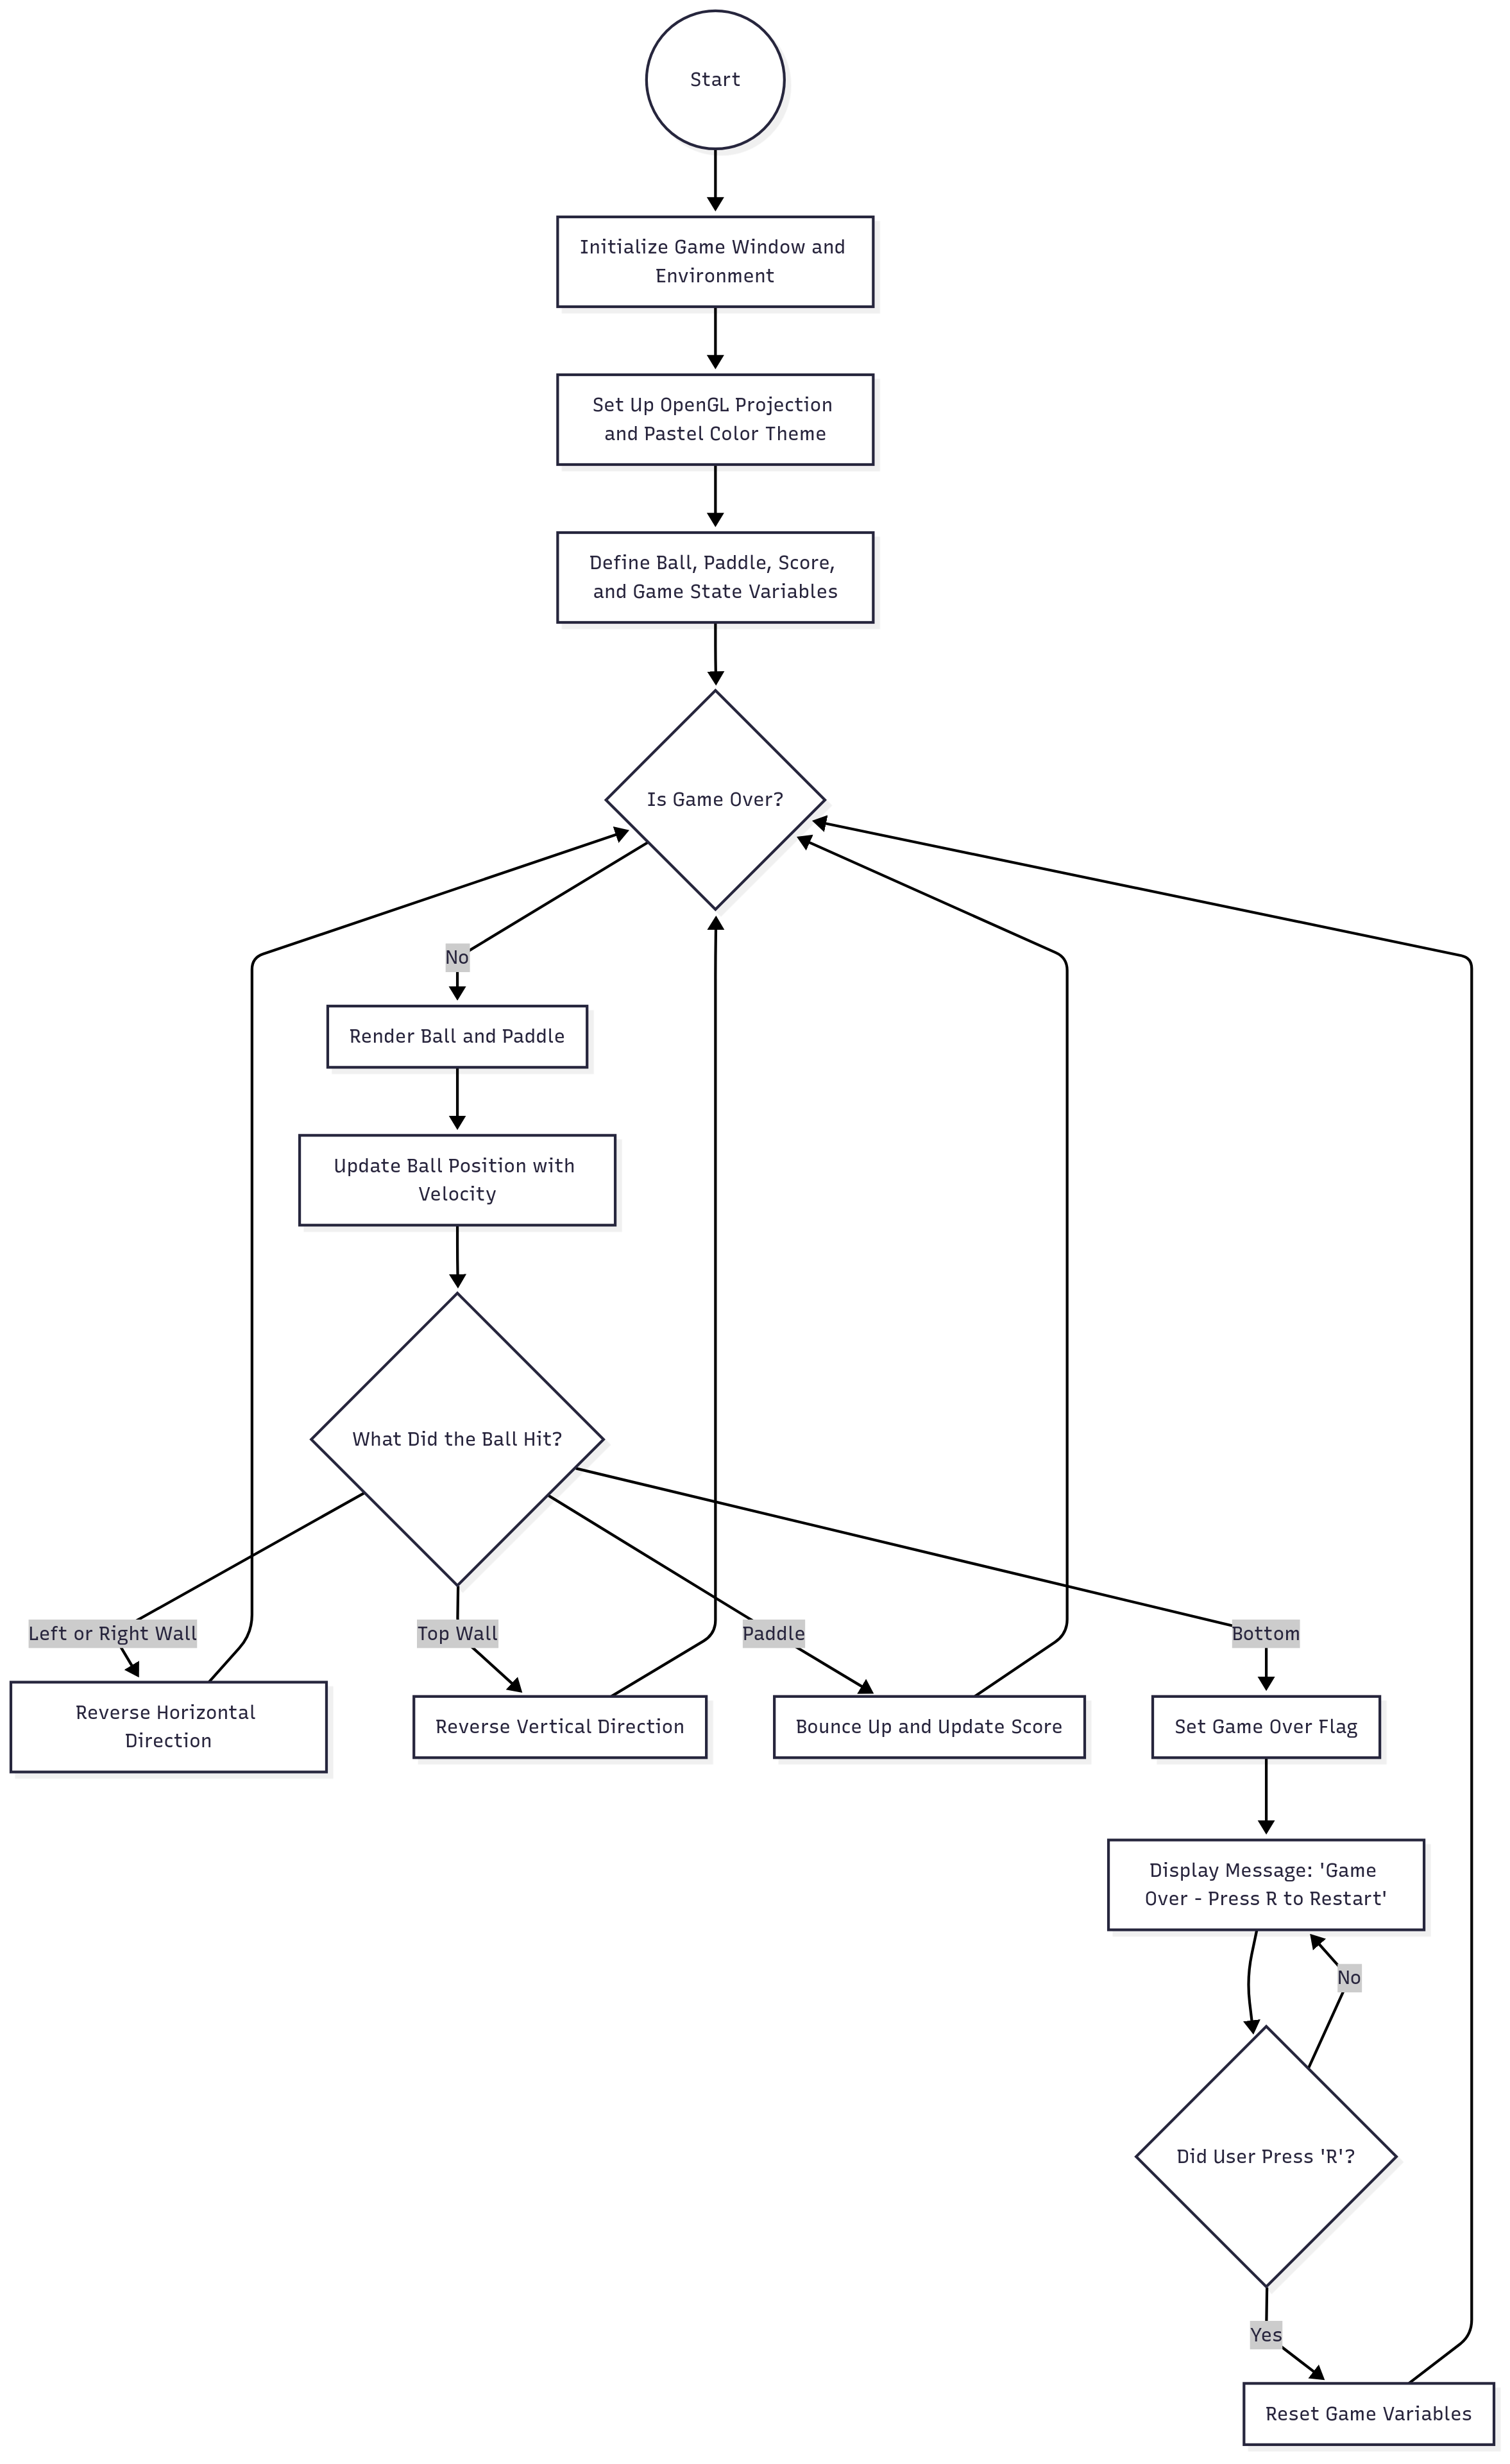 Start
Initialize Game Window and
Environment
Set Up OpenGL Projection
and Pastel Color Theme
Define Ball, Paddle, Score,
and Game State Variables
Is Game Over?
No
Render Ball and Paddle
Update Ball Position with
Velocity
What Did the Ball Hit?
Left or Right Wall
Top Wall
Paddle
Bottom
Reverse Horizontal
Direction
Reverse Vertical Direction
Bounce Up and Update Score
Set Game Over Flag
Display Message: 'Game
Over - Press R to Restart'
No
Did User Press 'R'?
Yes
Reset Game Variables